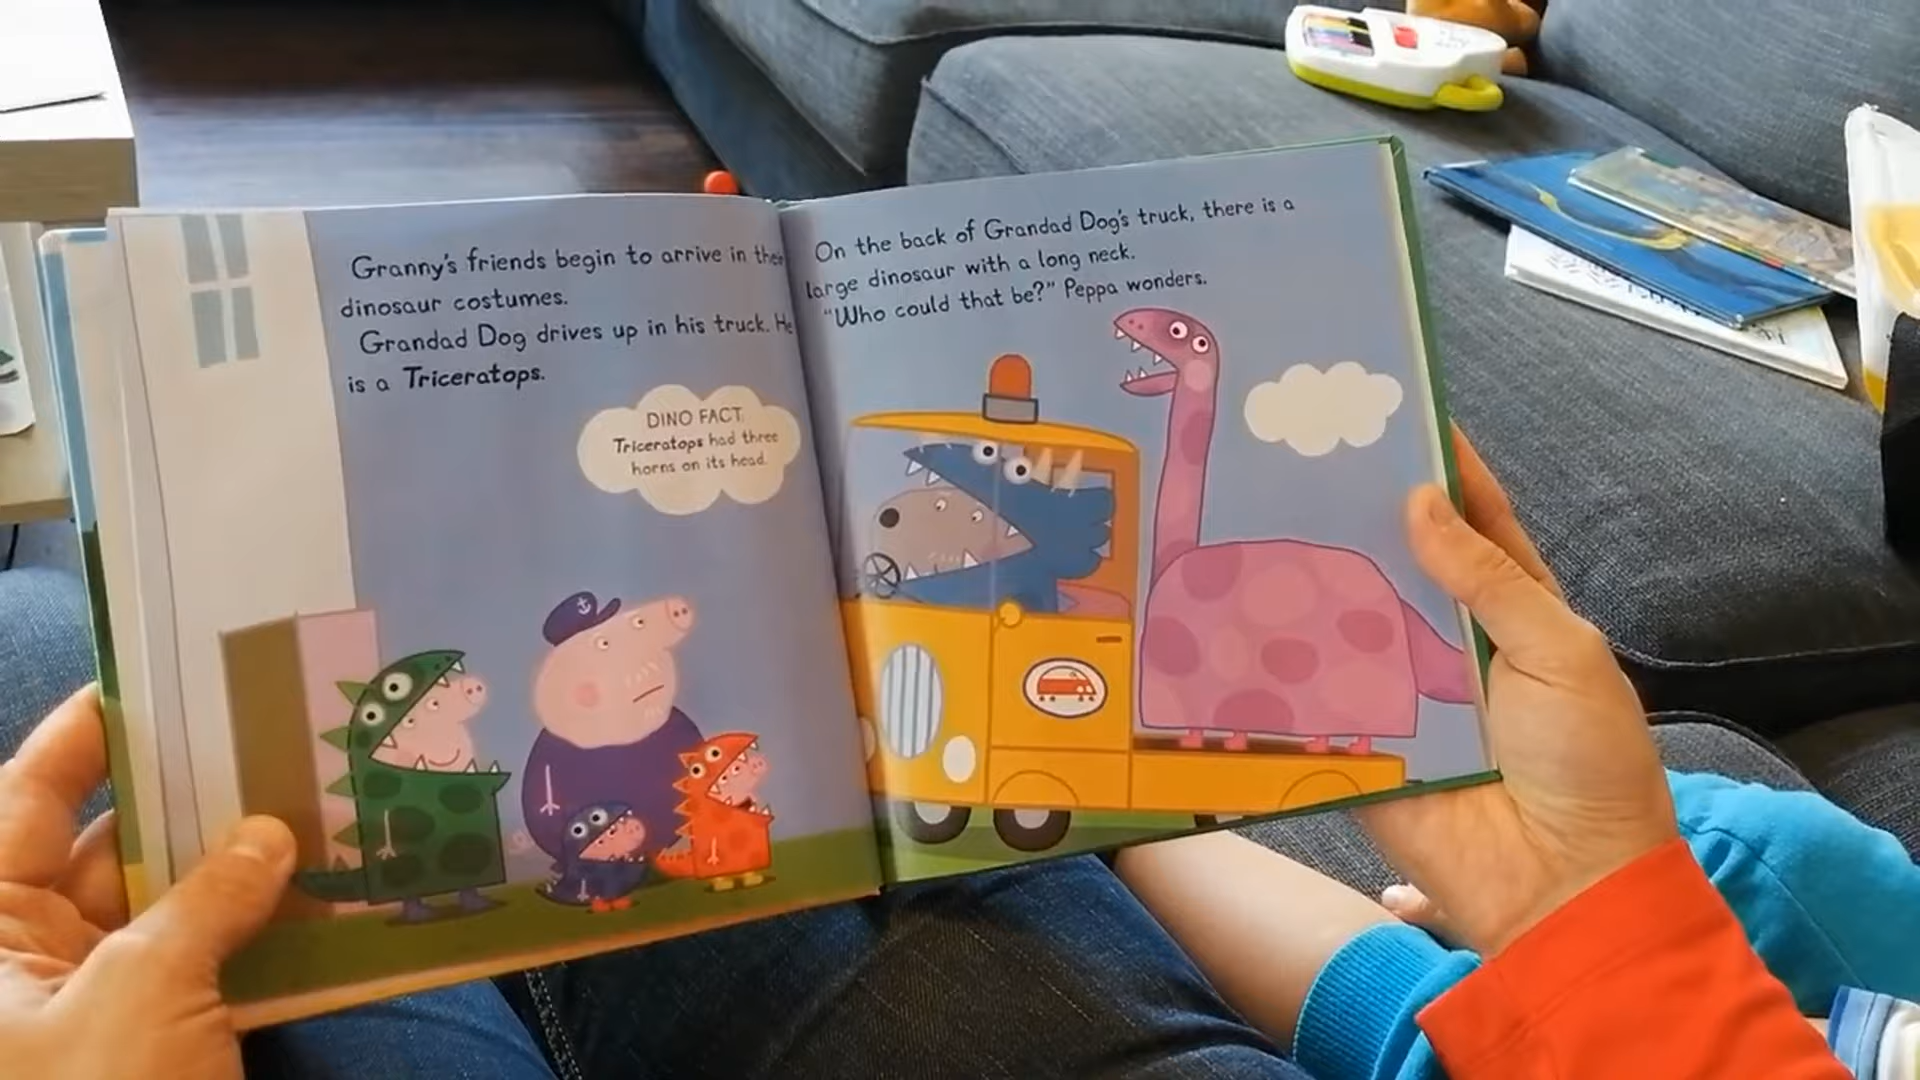 Granny's friends begin to arrive in their
dinosaur costumes.
Grandad Dog drives up in his truck. He
is a Triceratops.
DINO FACT
Triceratops had three
horns on its head.
On the back of Grandad Dog's truck, there is a
large dinosaur with a long neck.
"Who could that be?" Peppa wonders.